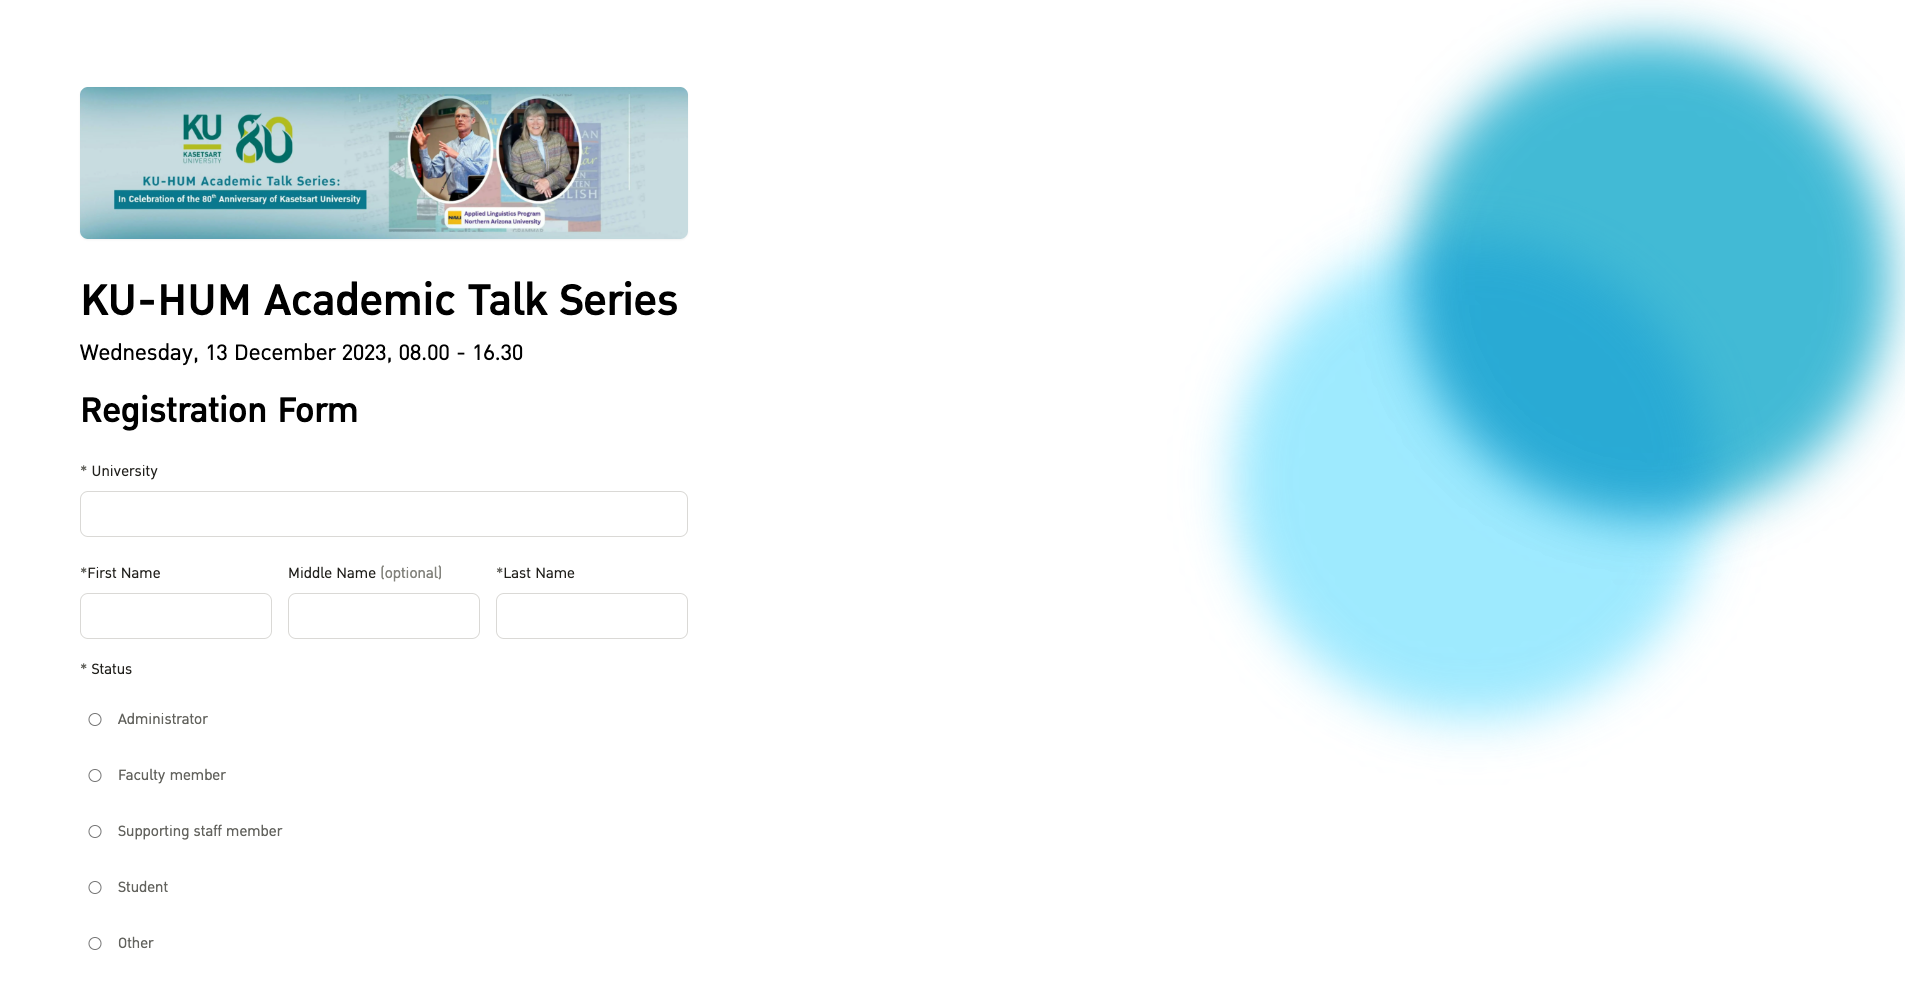 KU 80
KASETSART
UNIVERSITY
KU-HUM Academic Talk Series:
In Celebration of the 80th Anniversary of Kasetsart University
NAU Applied Linguistics Program
Northern Arizona University
KU-HUM Academic Talk Series
Wednesday, 13 December 2023, 08.00 - 16.30
Registration Form
* University
*First Name Middle Name (optional) *Last Name
* Status
Administrator
Faculty member
Supporting staff member
Student
Other